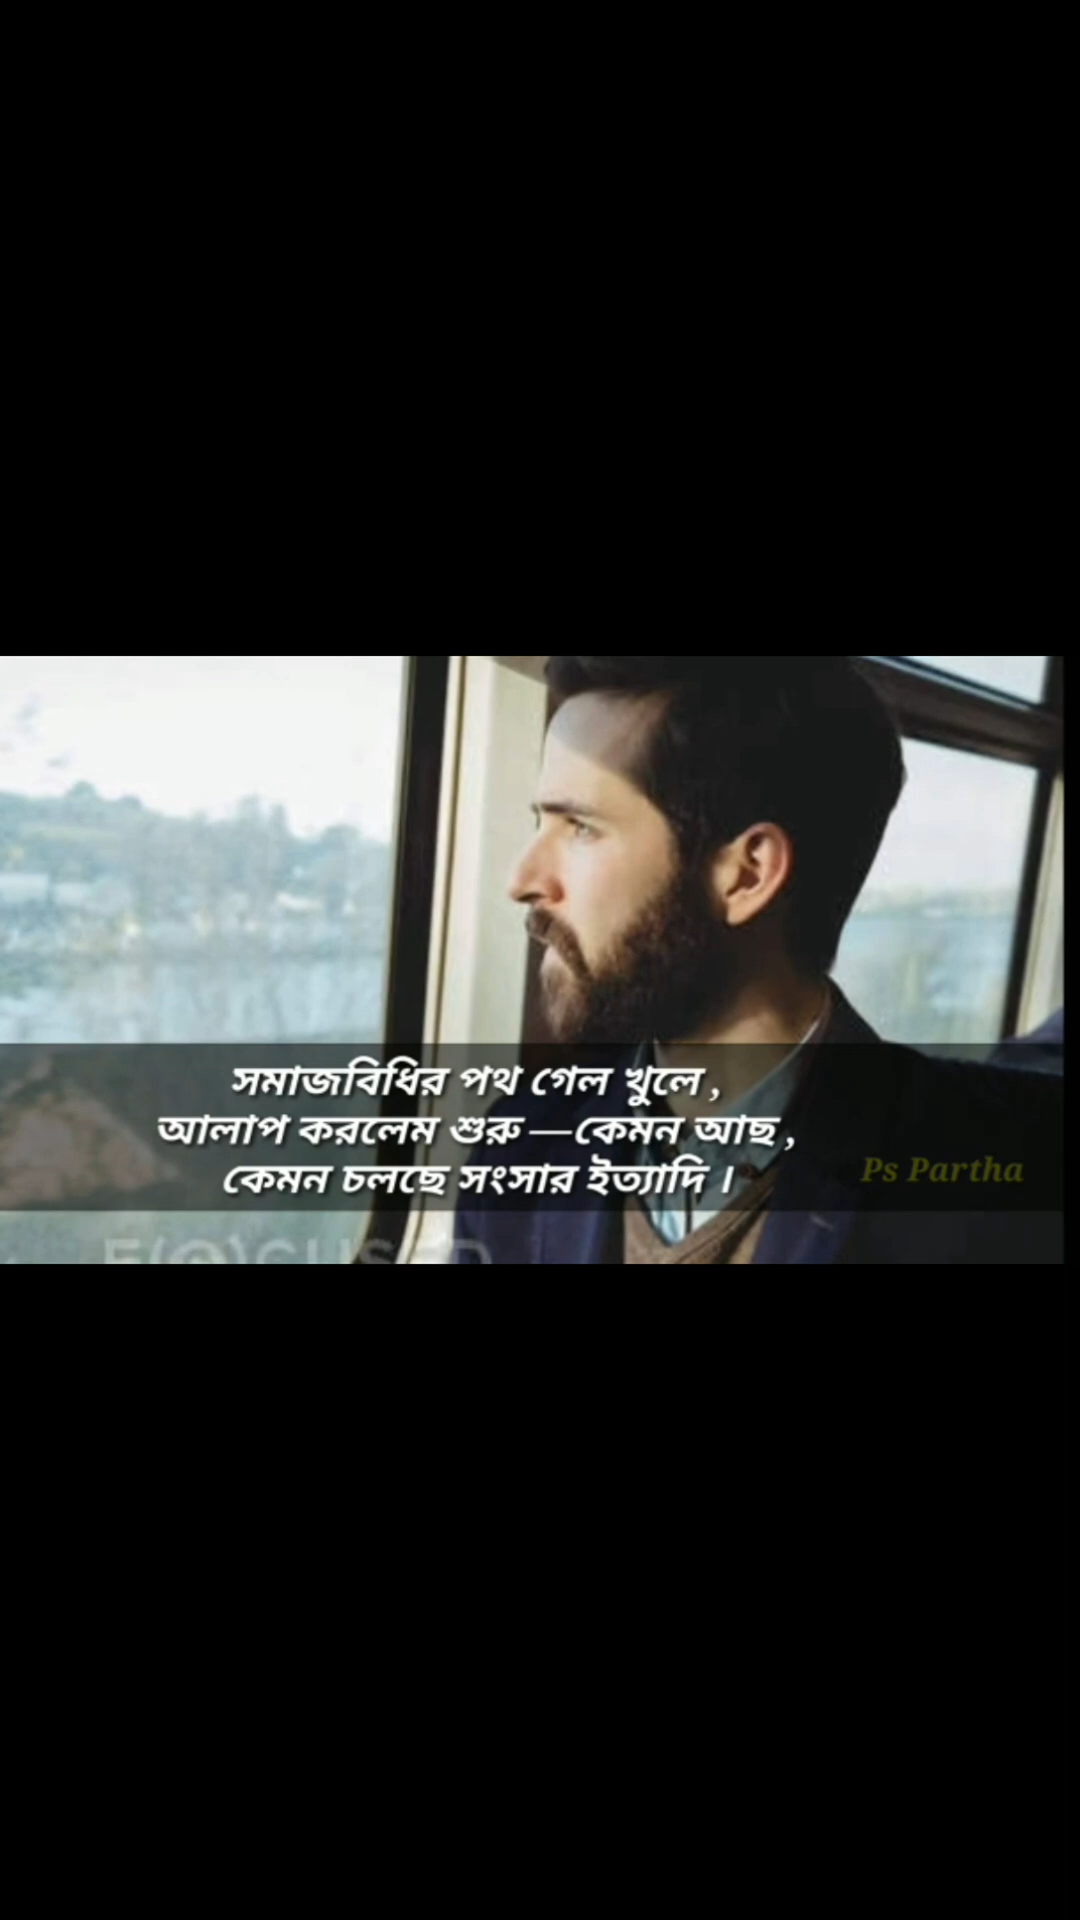 সমাজবিধির পথ গেল খুলে,
আলাপ করলেম শুরু—কেমন আছ,
কেমন চলছে সংসার ইত্যাদি।
Ps Partha